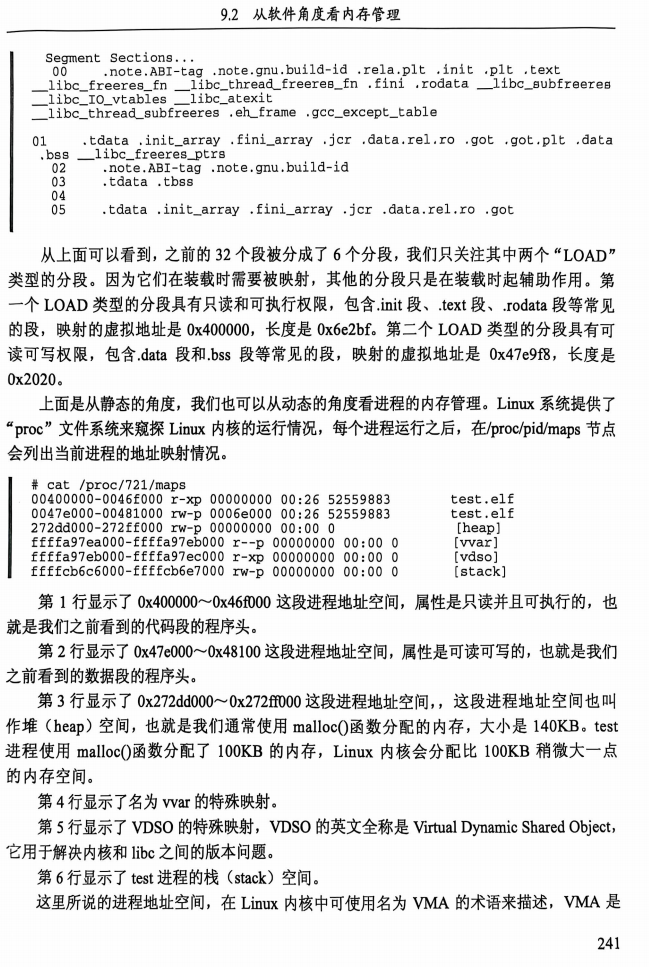 9.2 从软件角度看内存管理
Segment Sections...
00 .note.ABI-tag .note.gnu.build-id .rela.plt .init .plt .text
__libc_freeres_fn __libc_thread_freeres_fn .fini .rodata __libc_subfreeres
__libc_IO_vtables __libc_atexit
__libc_thread_subfreeres .eh_frame .gcc_except_table
01 .tdata .init_array .fini_array .jcr .data.rel.ro .got .got.plt .data
.bss __libc_freeres_ptrs
02 .note.ABI-tag .note.gnu.build-id
03 .tdata .tbss
04
05 .tdata .init_array .fini_array .jcr .data.rel.ro .got
从上面可以看到，之前的 32 个段被分成了 6 个分段，我们只关注其中两个“LOAD”
类型的分段。因为它们在装载时需要被映射，其他的分段只是在装载时起辅助作用。第
一个 LOAD 类型的分段具有只读和可执行权限，包含.init 段、.text 段、.rodata 段等常见
的段，映射的虚拟地址是 0x400000，长度是 0x6e2bf。第二个 LOAD 类型的分段具有可
读可写权限，包含.data 段和.bss 段等常见的段，映射的虚拟地址是 0x47e9f8，长度是
0x2020。
上面是从静态的角度，我们也可以从动态的角度看进程的内存管理。Linux 系统提供了
“proc”文件系统来窥探 Linux 内核的运行情况，每个进程运行之后，在/proc/pid/maps 节点
会列出当前进程的地址映射情况。
# cat /proc/721/maps
00400000-0046f000 r-xp 00000000 00:26 52559883 test.elf
0047e000-00481000 rw-p 0006e000 00:26 52559883 test.elf
272dd000-272ff000 rw-p 00000000 00:00 0 [heap]
ffffa97ea000-ffffa97eb000 r--p 00000000 00:00 0 [vvar]
ffffa97eb000-ffffa97ec000 r-xp 00000000 00:00 0 [vdso]
ffffcb6c6000-ffffcb6e7000 rw-p 00000000 00:00 0 [stack]
第 1 行显示了 0x400000～0x46f000 这段进程地址空间，属性是只读并且可执行的，也
就是我们之前看到的代码段的程序头。
第 2 行显示了 0x47e000～0x48100 这段进程地址空间，属性是可读可写的，也就是我们
之前看到的数据段的程序头。
第 3 行显示了 0x272dd000～0x272ff000 这段进程地址空间，，这段进程地址空间也叫
作堆（heap）空间，也就是我们通常使用 malloc()函数分配的内存，大小是 140KB。test
进程使用 malloc()函数分配了 100KB 的内存，Linux 内核会分配比 100KB 稍微大一点
的内存空间。
第 4 行显示了名为 vvar 的特殊映射。
第 5 行显示了 VDSO 的特殊映射，VDSO 的英文全称是 Virtual Dynamic Shared Object，
它用于解决内核和 libc 之间的版本问题。
第 6 行显示了 test 进程的栈（stack）空间。
这里所说的进程地址空间，在 Linux 内核中可使用名为 VMA 的术语来描述，VMA 是
241